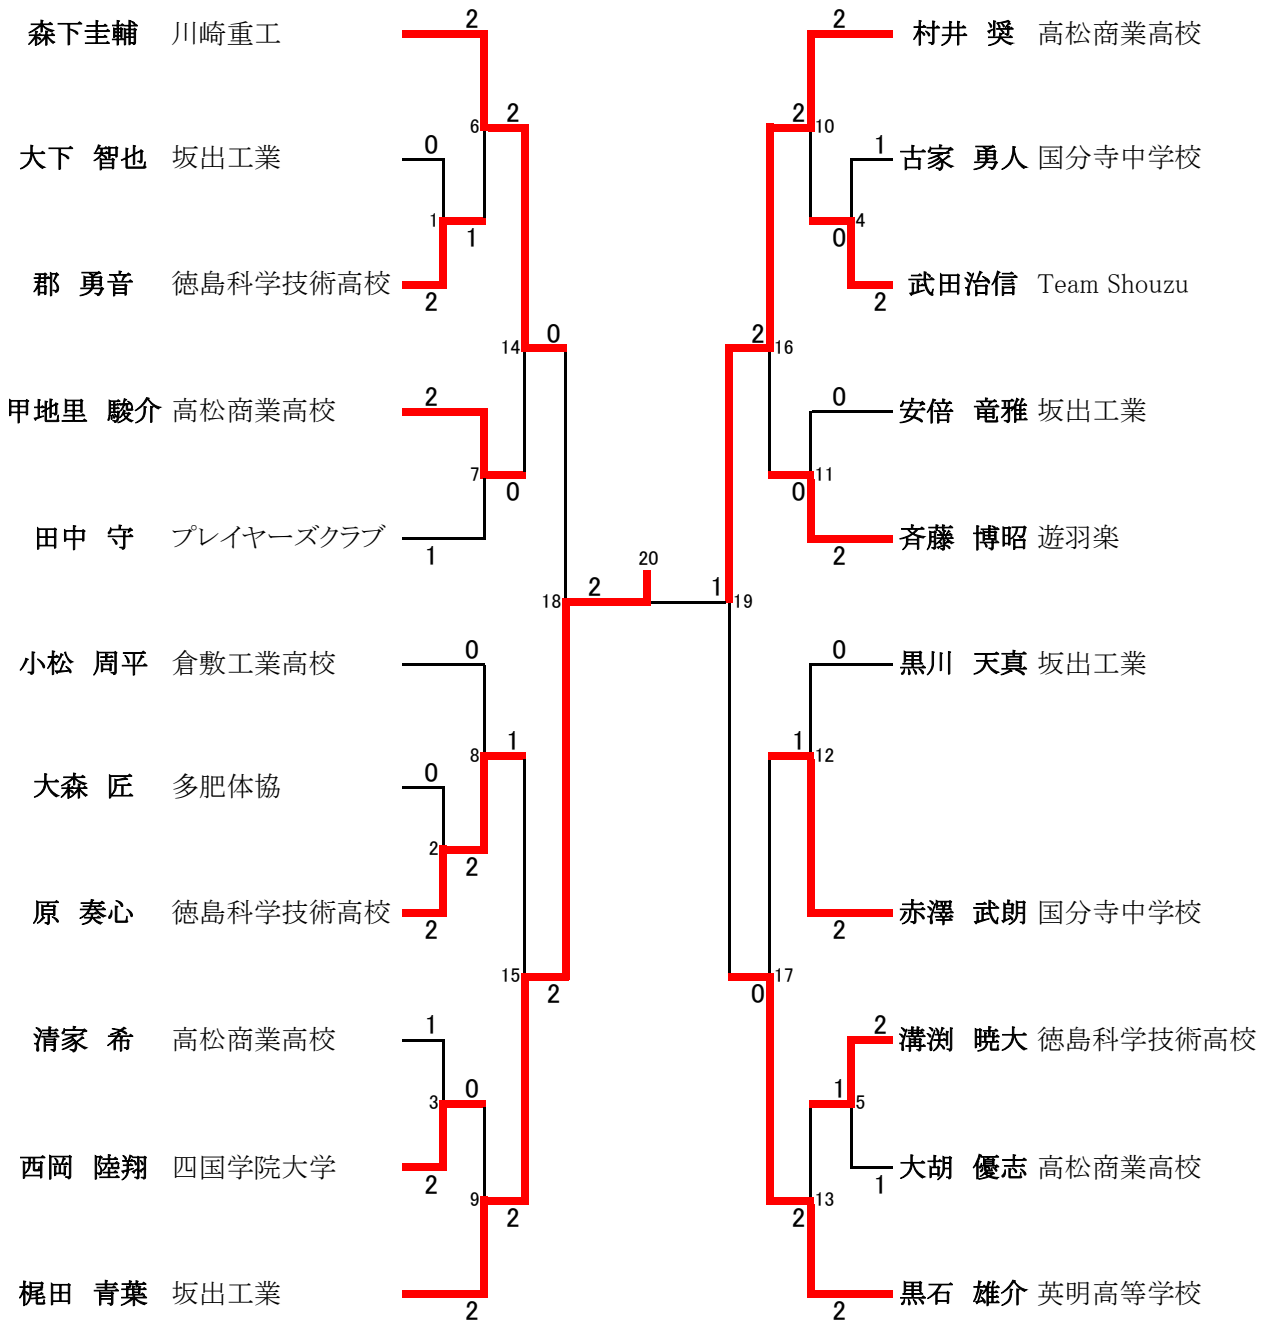 森下圭輔 川崎重工 2 2 村井 奨 高松商業高校
6 2 2 10
大下 智也 坂出工業 0 1 古家 勇人 国分寺中学校
1 1 0 4
郡 勇音 徳島科学技術高校 2 2 武田治信 Team Shouzu
14 0 2 16
甲地里 駿介 高松商業高校 2 0 安倍 竜雅 坂出工業
7 0 0 11
田中 守 プレイヤーズクラブ 1 2 斉藤 博昭 遊羽楽
20
18 2 1 19
小松 周平 倉敷工業高校 0 0 黒川 天真 坂出工業
8 1 1 12
大森 匠 多肥体協 0
2 2
原 奏心 徳島科学技術高校 2 2 赤澤 武朗 国分寺中学校
15 2 0 17
清家 希 高松商業高校 1 2 溝渕 暁大 徳島科学技術高校
3 0 1 5
西岡 陸翔 四国学院大学 2 1 大胡 優志 高松商業高校
9 2 2 13
梶田 青葉 坂出工業 2 2 黒石 雄介 英明高等学校